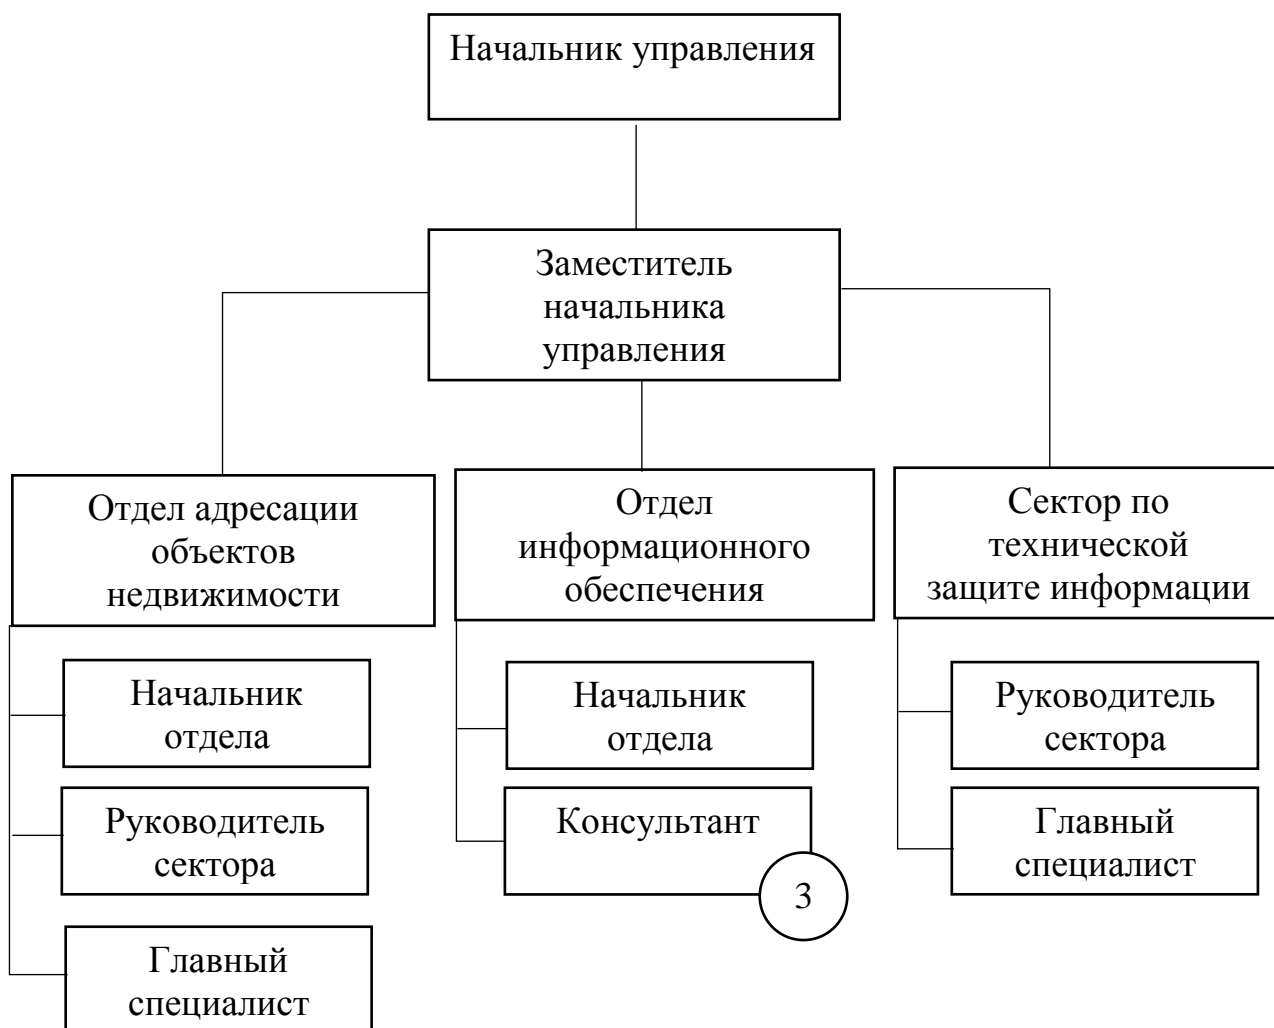 Начальник управления
Заместитель
начальника
управления
Отдел адресации
объектов
недвижимости
Начальник
отдела
Руководитель
сектора
Главный
специалист
Отдел
информационного
обеспечения
Начальник
отдела
Консультант
3
Сектор по
технической
защите информации
Руководитель
сектора
Главный
специалист